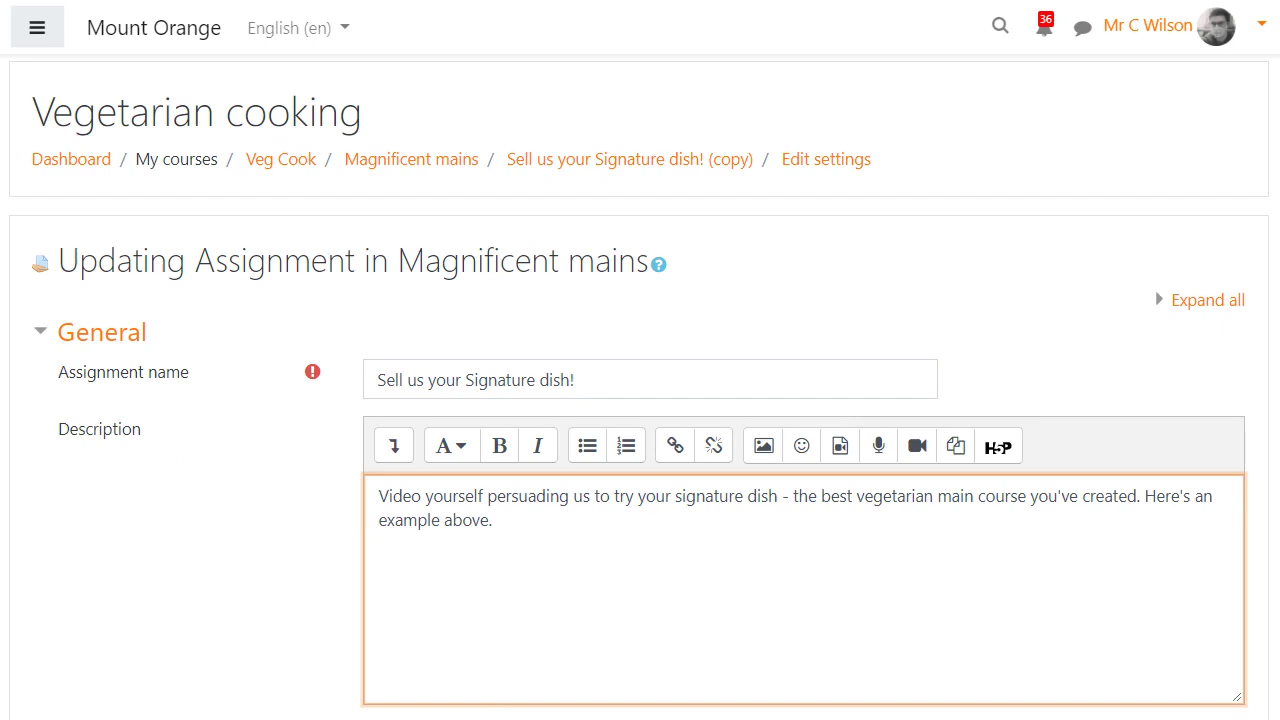 Mount Orange English (en) 36 Mr C Wilson
Vegetarian cooking
Dashboard / My courses / Veg Cook / Magnificent mains / Sell us your Signature dish! (copy) / Edit settings
Updating Assignment in Magnificent mains
Expand all
General
Assignment name Sell us your Signature dish!
Description
A B I H5P
Video yourself persuading us to try your signature dish - the best vegetarian main course you've created. Here's an
example above.